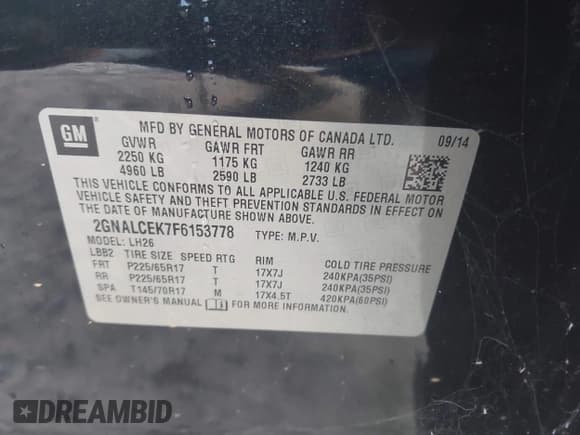 GM
MFD BY GENERAL MOTORS OF CANADA LTD. 09/14
GVWR GAWR FRT GAWR RR
2250 KG 1175 KG 1240 KG
4960 LB 2590 LB 2733 LB
THIS VEHICLE CONFORMS TO ALL APPLICABLE U.S. FEDERAL MOTOR
VEHICLE SAFETY AND THEFT PREVENTION STANDARDS IN EFFECT ON
THE DATE OF MANUFACTURE SHOWN ABOVE.
2GNALCEK7F6153778 TYPE: M.P.V.
MODEL: LH26
LBB2 TIRE SIZE SPEED RTG RIM COLD TIRE PRESSURE
FRT P225/65R17 T 17X7J 240KPA(35PSI)
RR P225/65R17 T 17X7J 240KPA(35PSI)
SPA T145/70R17 M 17X4.5T 420KPA(60PSI)
SEE OWNER'S MANUAL FOR MORE INFORMATION.
DREAMBID